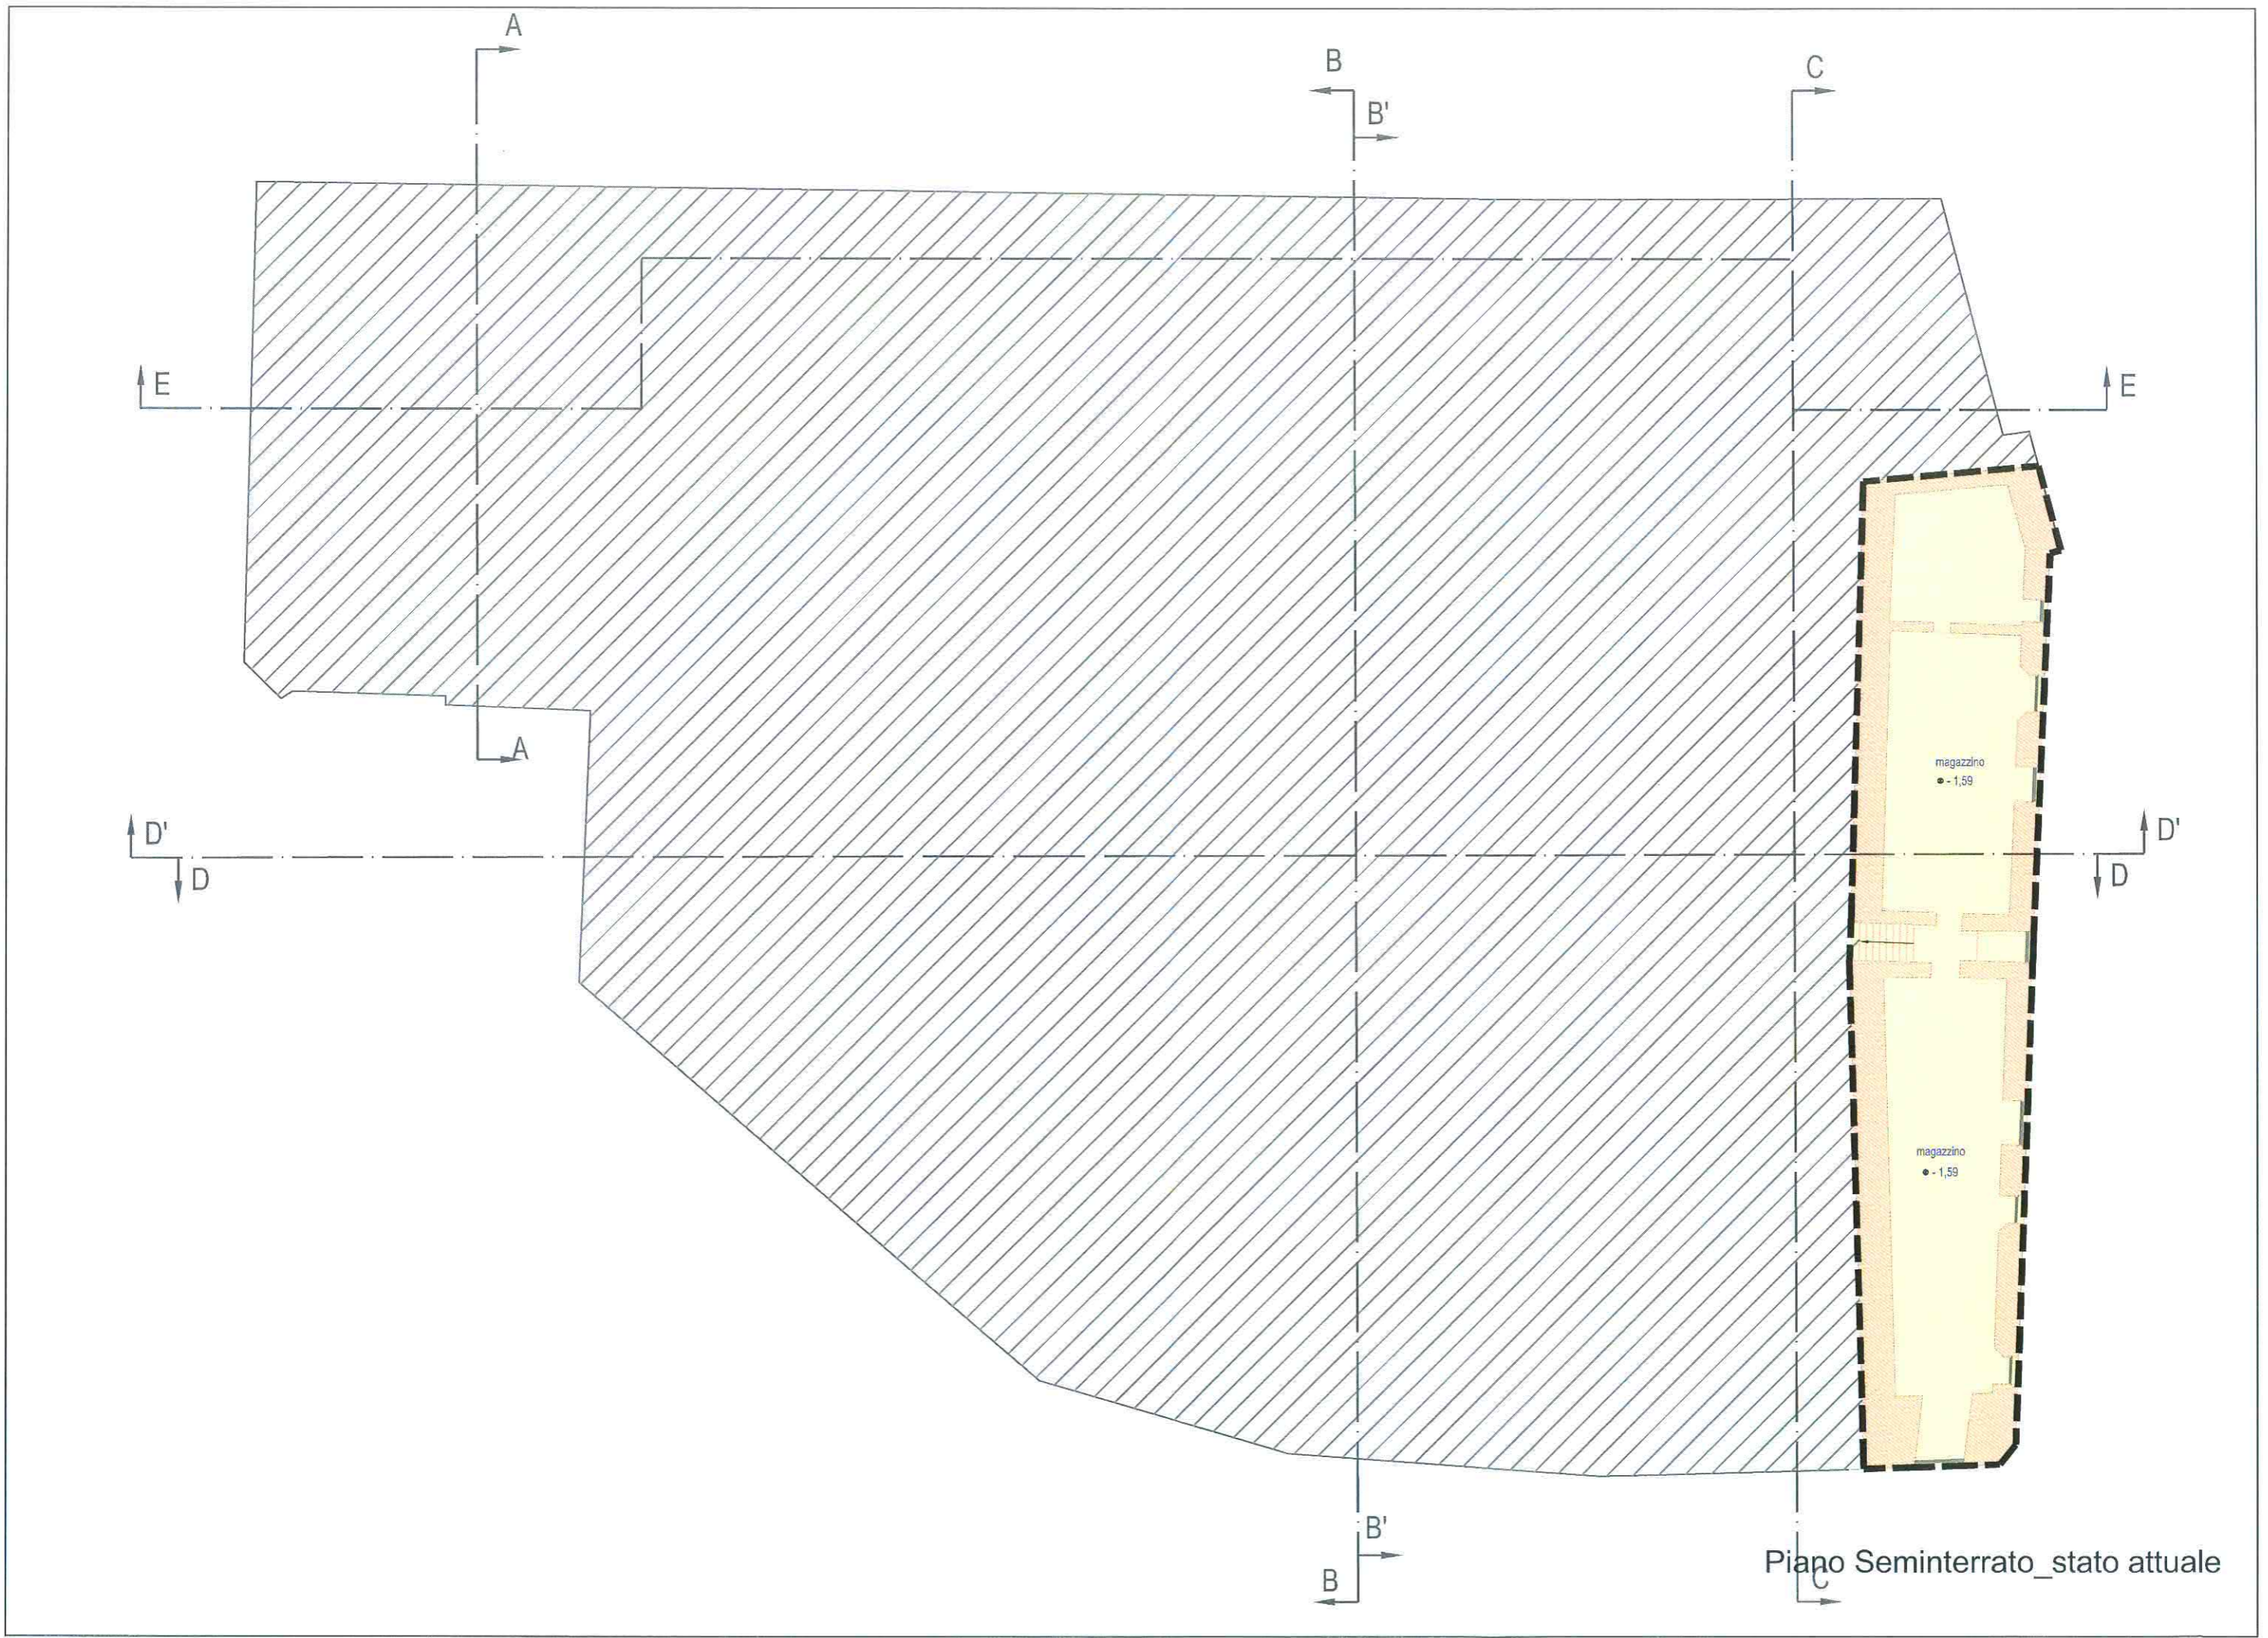 A
B
C
B'
E
E
magazzino
- 1,59
A
D'
D'
D
D
magazzino
- 1,59
B'
Piano Seminterrato_stato attuale
B
C